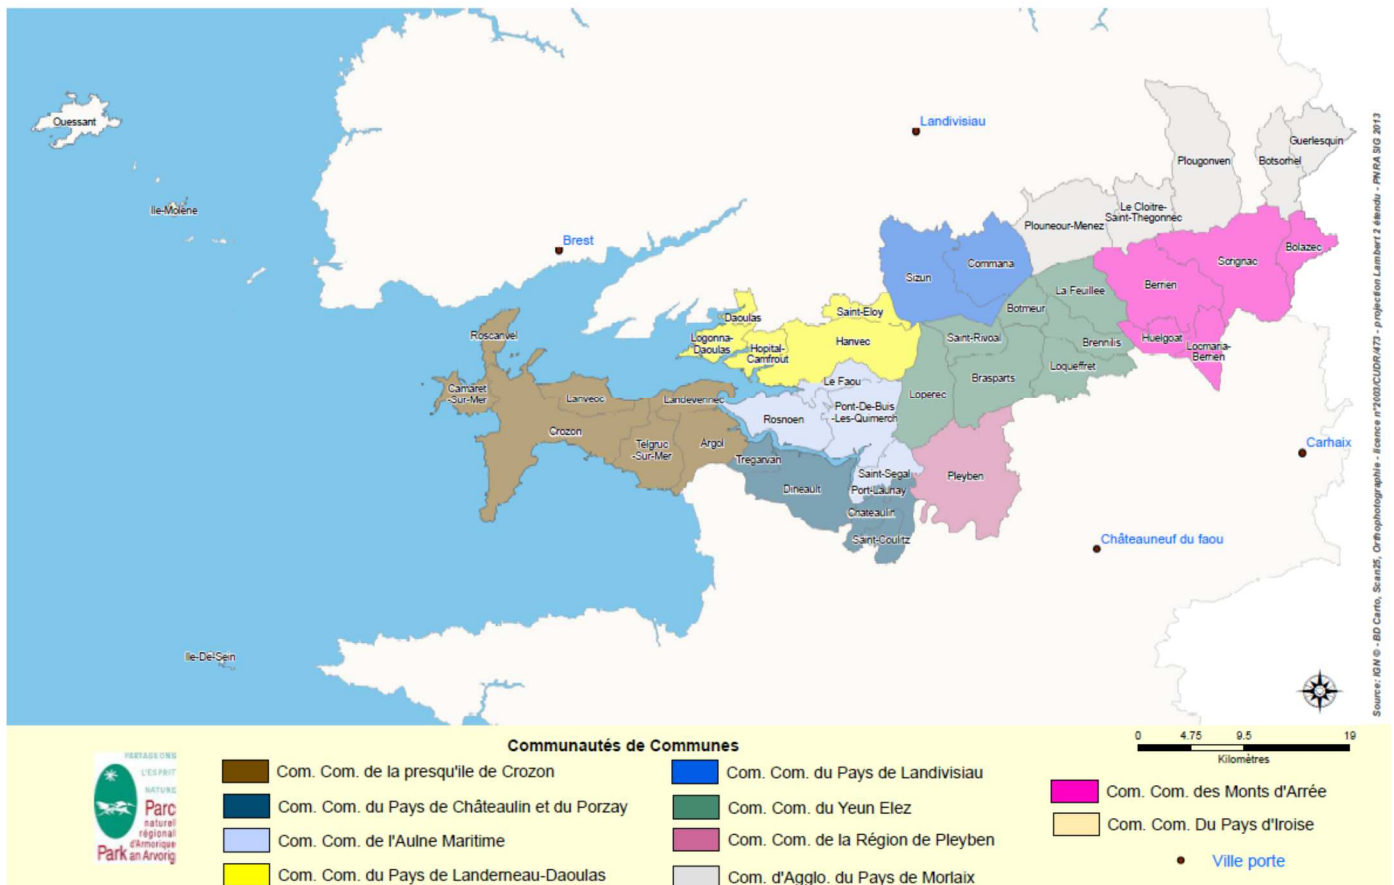 Ouessant
Ile-Molène
Brest
Landivisiau
Guerlesquin
Botsorhel
Plougonven
Le Cloitre-
Saint-Thegonnec
Plouneour-Menez
Bolazec
Scrignac
Berrien
Commana
Sizun
La Feuillee
Botmeur
Saint-Eloy
Daoulas
Logonna-
Daoulas
Hopital-
Camfrout
Hanvec
Saint-Rivoal
Brennilis
Huelgoat
Locmaria-
Berrien
Roscanvel
Camaret
-Sur-Mer
Lanveoc
Landevennec
Le Faou
Loqueffret
Brasparts
Loperec
Rosnoen
Pont-De-Buis
-Les-Quimerch
Crozon
Telgruc
-Sur-Mer
Argol
Carhaix
Tregarvan
Dineault
Saint-Segal
Port-Launay
Pleyben
Chateaulin
Saint-Coulitz
Châteauneuf du faou
Ile-De-Sein
Source: IGN © - BD Carto, Scan25, Orthophotographie - licence n°2002/CUDR/473 - projection Lambert 2 étendu - PNRA SIG 2013
0 4.75 9.5 19
Kilomètres
PARTAGEONS
L'ESPRIT
NATURE
Parc
naturel
régional
d'Armorique
Park an Arvorig
Communautés de Communes
Com. Com. de la presqu'ile de Crozon
Com. Com. du Pays de Châteaulin et du Porzay
Com. Com. de l'Aulne Maritime
Com. Com. du Pays de Landerneau-Daoulas
Com. Com. du Pays de Landivisiau
Com. Com. du Yeun Elez
Com. Com. de la Région de Pleyben
Com. d'Agglo. du Pays de Morlaix
Com. Com. des Monts d'Arrée
Com. Com. Du Pays d'Iroise
Ville porte